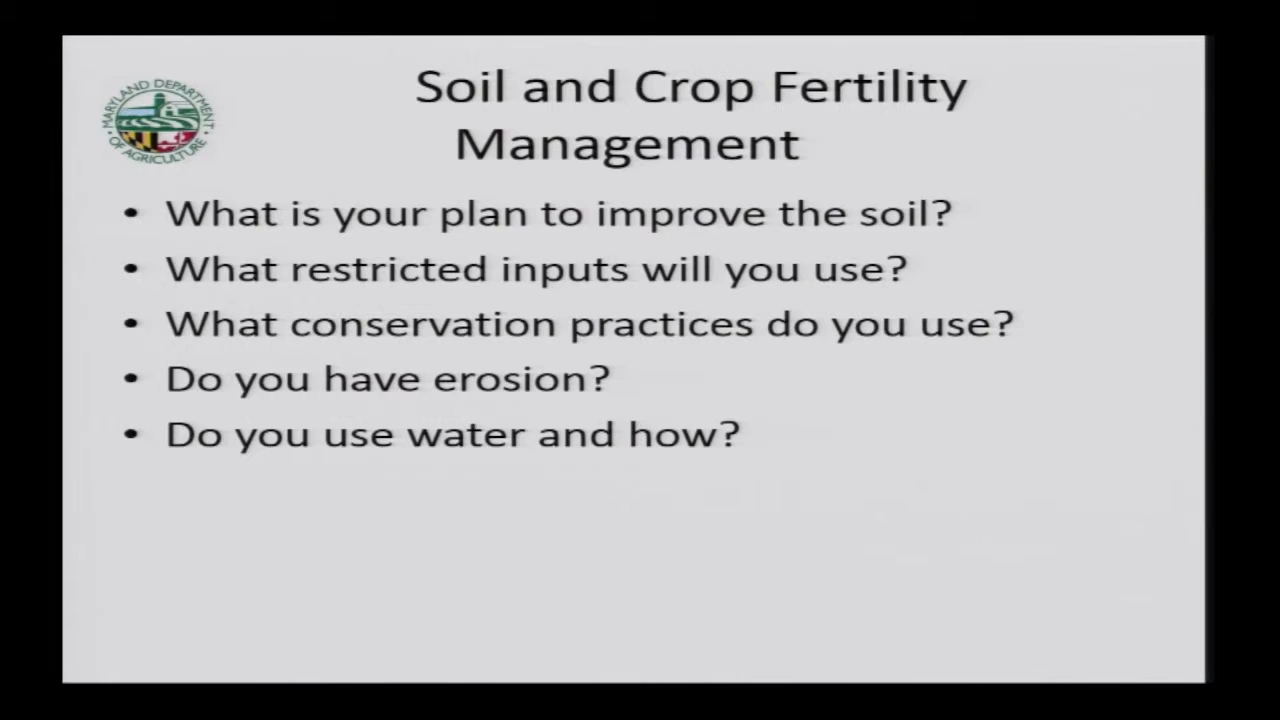 MARYLAND DEPARTMENT
OF AGRICULTURE
Soil and Crop Fertility
Management
• What is your plan to improve the soil?
• What restricted inputs will you use?
• What conservation practices do you use?
• Do you have erosion?
• Do you use water and how?